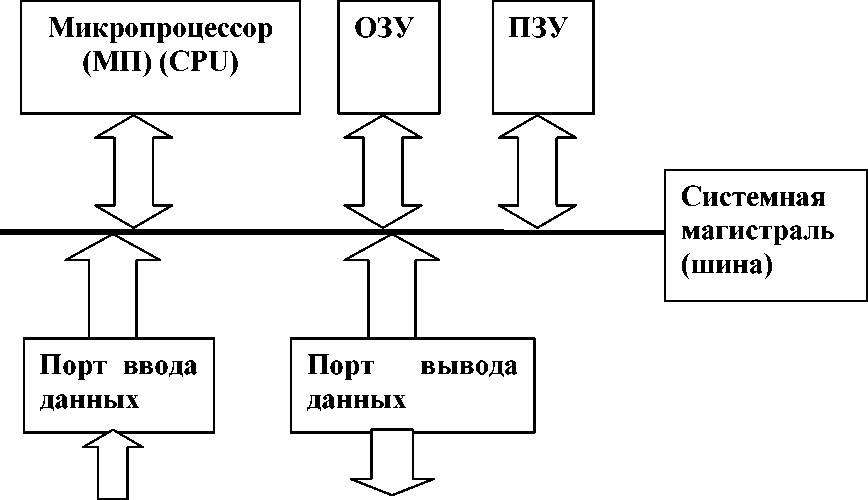 Микропроцессор
(МП) (CPU)
ОЗУ
ПЗУ
Системная
магистраль
(шина)
Порт ввода
данных
Порт вывода
данных